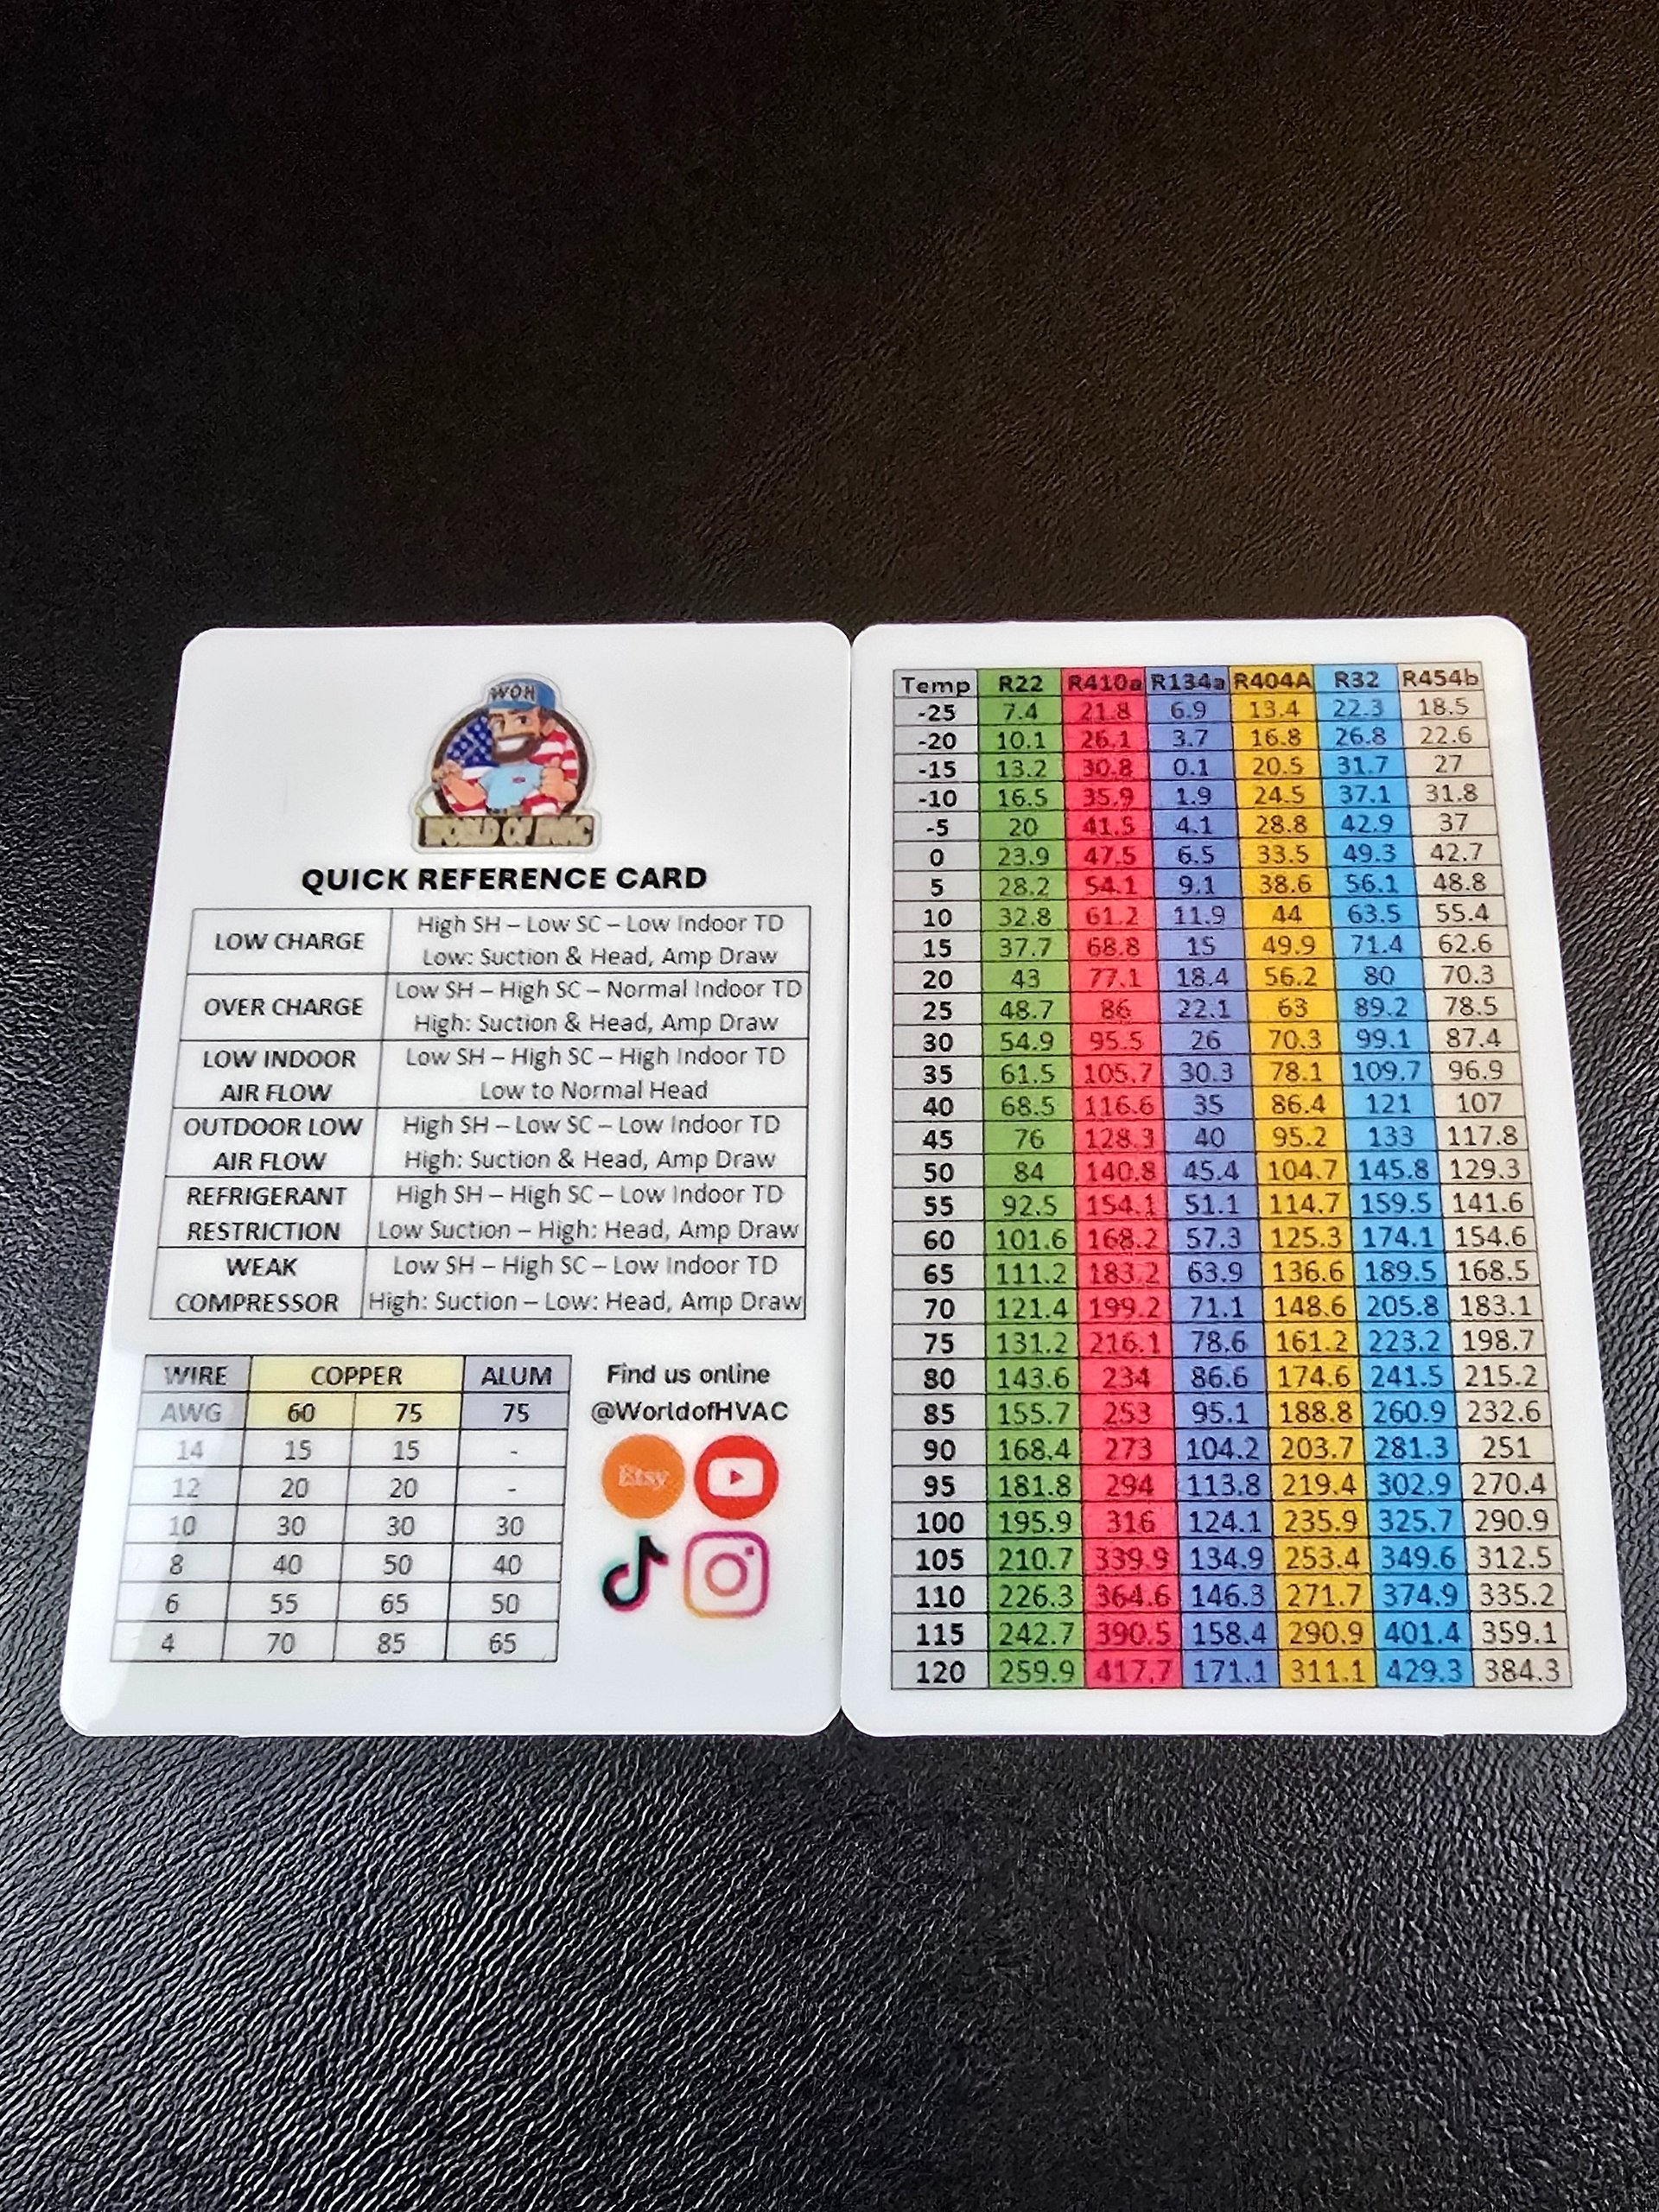 WOH
WORLD OF HVAC
QUICK REFERENCE CARD
LOW CHARGE High SH – Low SC – Low Indoor TD
Low: Suction & Head, Amp Draw
OVER CHARGE Low SH – High SC – Normal Indoor TD
High: Suction & Head, Amp Draw
LOW INDOOR Low SH – High SC – High Indoor TD
AIR FLOW Low to Normal Head
OUTDOOR LOW High SH – Low SC – Low Indoor TD
AIR FLOW High: Suction & Head, Amp Draw
REFRIGERANT High SH – High SC – Low Indoor TD
RESTRICTION Low Suction – High: Head, Amp Draw
WEAK Low SH – High SC – Low Indoor TD
COMPRESSOR High: Suction – Low: Head, Amp Draw
WIRE COPPER ALUM
AWG 60 75 75
14 15 15 -
12 20 20 -
10 30 30 30
8 40 50 40
6 55 65 50
4 70 85 65
Find us online
@WorldofHVAC
Etsy
Temp R22 R410a R134a R404A R32 R454b
-25 7.4 21.8 6.9 13.4 22.3 18.5
-20 10.1 26.1 3.7 16.8 26.8 22.6
-15 13.2 30.8 0.1 20.5 31.7 27
-10 16.5 35.9 1.9 24.5 37.1 31.8
-5 20 41.5 4.1 28.8 42.9 37
0 23.9 47.5 6.5 33.5 49.3 42.7
5 28.2 54.1 9.1 38.6 56.1 48.8
10 32.8 61.2 11.9 44 63.5 55.4
15 37.7 68.8 15 49.9 71.4 62.6
20 43 77.1 18.4 56.2 80 70.3
25 48.7 86 22.1 63 89.2 78.5
30 54.9 95.5 26 70.3 99.1 87.4
35 61.5 105.7 30.3 78.1 109.7 96.9
40 68.5 116.6 35 86.4 121 107
45 76 128.3 40 95.2 133 117.8
50 84 140.8 45.4 104.7 145.8 129.3
55 92.5 154.1 51.1 114.7 159.5 141.6
60 101.6 168.2 57.3 125.3 174.1 154.6
65 111.2 183.2 63.9 136.6 189.5 168.5
70 121.4 199.2 71.1 148.6 205.8 183.1
75 131.2 216.1 78.6 161.2 223.2 198.7
80 143.6 234 86.6 174.6 241.5 215.2
85 155.7 253 95.1 188.8 260.9 232.6
90 168.4 273 104.2 203.7 281.3 251
95 181.8 294 113.8 219.4 302.9 270.4
100 195.9 316 124.1 235.9 325.7 290.9
105 210.7 339.9 134.9 253.4 349.6 312.5
110 226.3 364.6 146.3 271.7 374.9 335.2
115 242.7 390.5 158.4 290.9 401.4 359.1
120 259.9 417.7 171.1 311.1 429.3 384.3